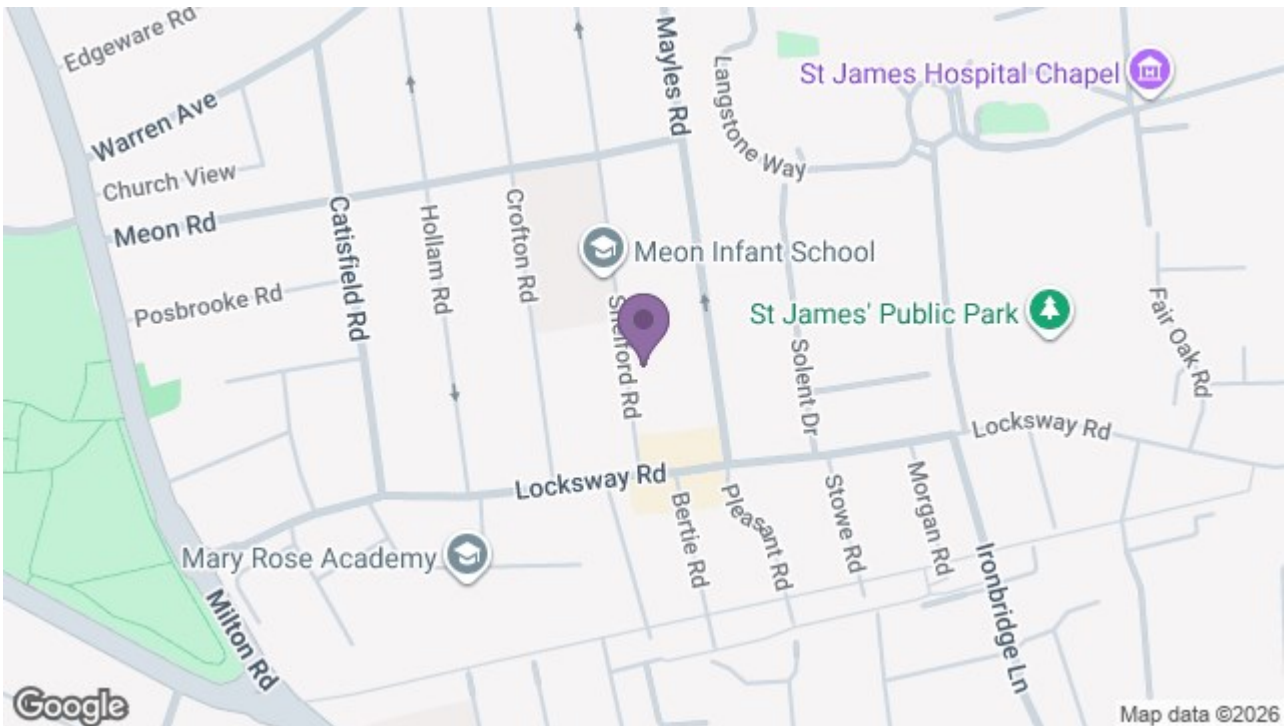 Edgeware Rd
Mayles Rd
Langstone Way
St James Hospital Chapel
Warren Ave
Church View
Meon Rd
Catisfield Rd
Hollam Rd
Crofton Rd
Meon Infant School
Posbrooke Rd
Shelford Rd
St James' Public Park
Solent Dr
Fair Oak Rd
Locksway Rd
Locksway Rd
Bertie Rd
Pleasant Rd
Stowe Rd
Morgan Rd
Mary Rose Academy
Ironbridge Ln
Milton Rd
Google
Map data ©2026